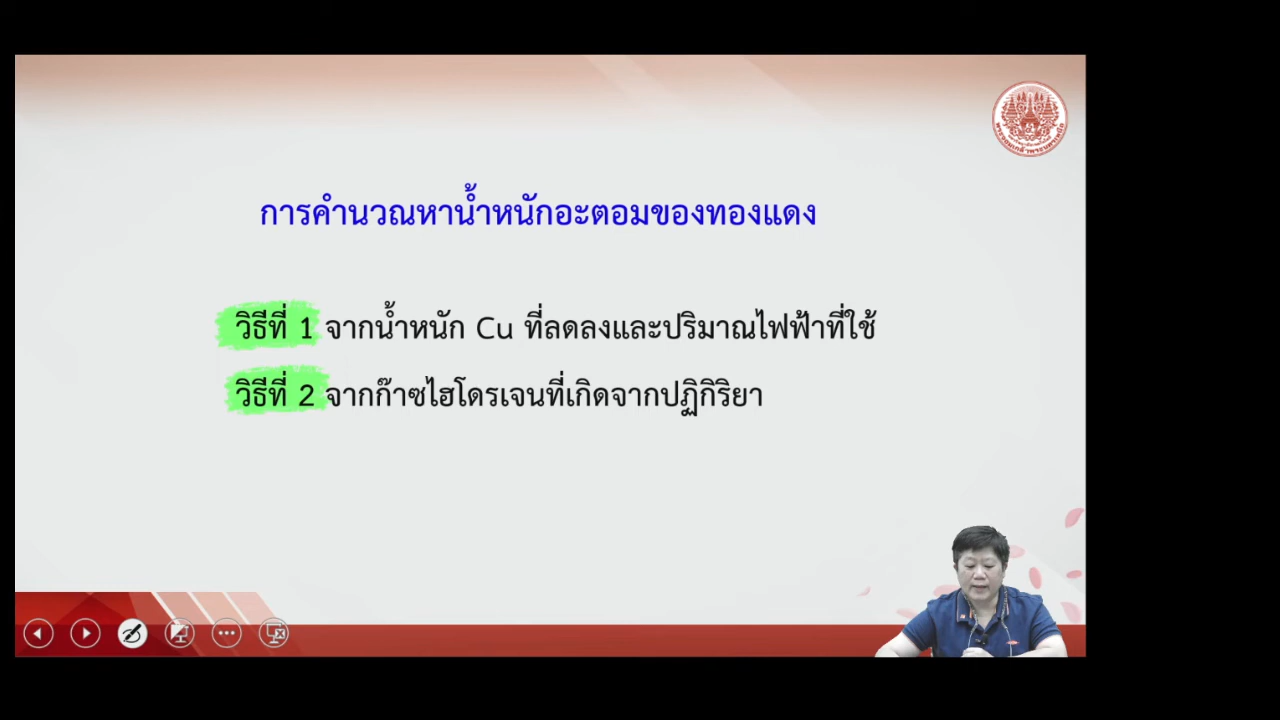 การคำนวณหาน้ำหนักอะตอมของทองแดง
วิธีที่ 1 จากน้ำหนัก Cu ที่ลดลงและปริมาณไฟฟ้าที่ใช้
วิธีที่ 2 จากก๊าซไฮโดรเจนที่เกิดจากปฏิกิริยา